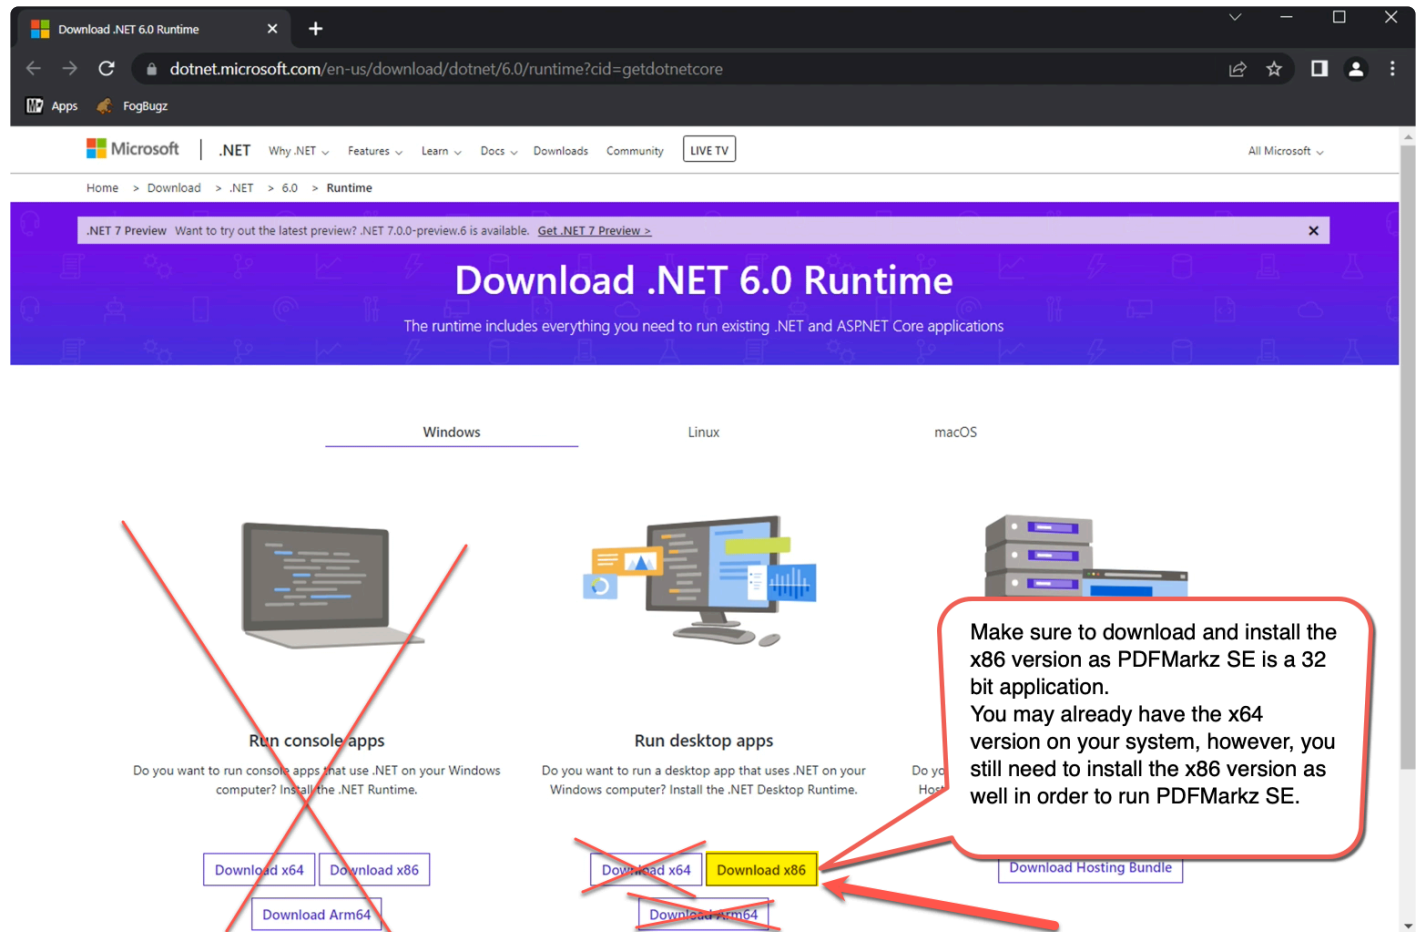 Download .NET 6.0 Runtime
dotnet.microsoft.com/en-us/download/dotnet/6.0/runtime?cid=getdotnetcore
Apps FogBugz
Microsoft | .NET Why .NET Features Learn Docs Downloads Community LIVE TV All Microsoft
Home > Download > .NET > 6.0 > Runtime
.NET 7 Preview Want to try out the latest preview? .NET 7.0.0-preview.6 is available. Get .NET 7 Preview >
Download .NET 6.0 Runtime
The runtime includes everything you need to run existing .NET and ASP.NET Core applications
Windows Linux macOS
Run console apps
Do you want to run console apps that use .NET on your Windows
computer? Install the .NET Runtime.
Download x64 Download x86
Download Arm64
Run desktop apps
Do you want to run a desktop app that uses .NET on your
Windows computer? Install the .NET Desktop Runtime.
Download x64 Download x86
Download Arm64
Make sure to download and install the
x86 version as PDFMarkz SE is a 32
bit application.
You may already have the x64
version on your system, however, you
still need to install the x86 version as
well in order to run PDFMarkz SE.
Download Hosting Bundle